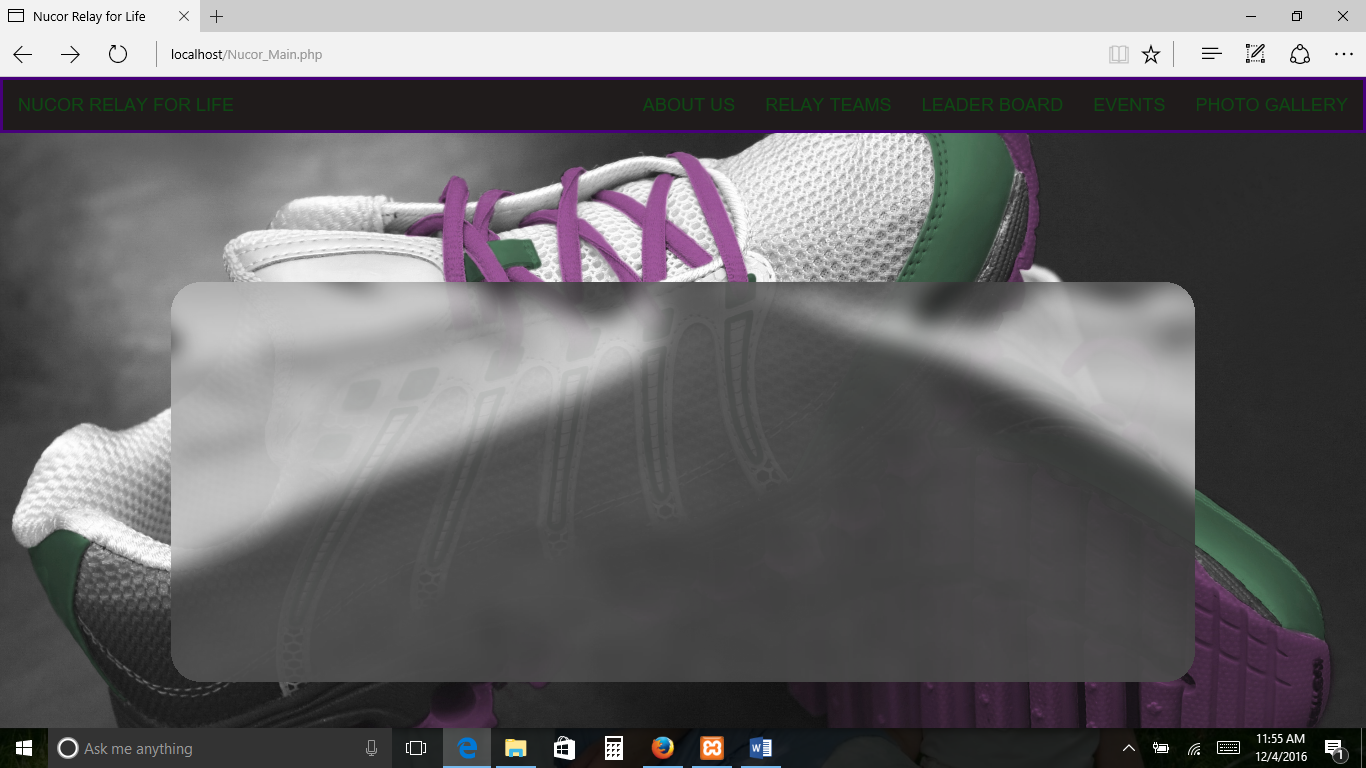 Nucor Relay for Life
localhost/Nucor_Main.php
NUCOR RELAY FOR LIFE ABOUT US RELAY TEAMS LEADER BOARD EVENTS PHOTO GALLERY
Ask me anything
11:55 AM
12/4/2016
1